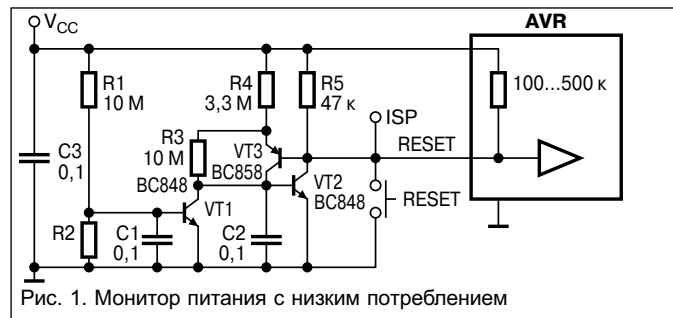 V_CC
AVR
R1
10 М
R4
3,3 М
R5
47 к
100...500 к
ISP
R3
10 М
VT3
RESET
C3
0,1
BC848
BC858
VT2
BC848
RESET
VT1
R2
C1
0,1
C2
0,1
Рис. 1. Монитор питания с низким потреблением